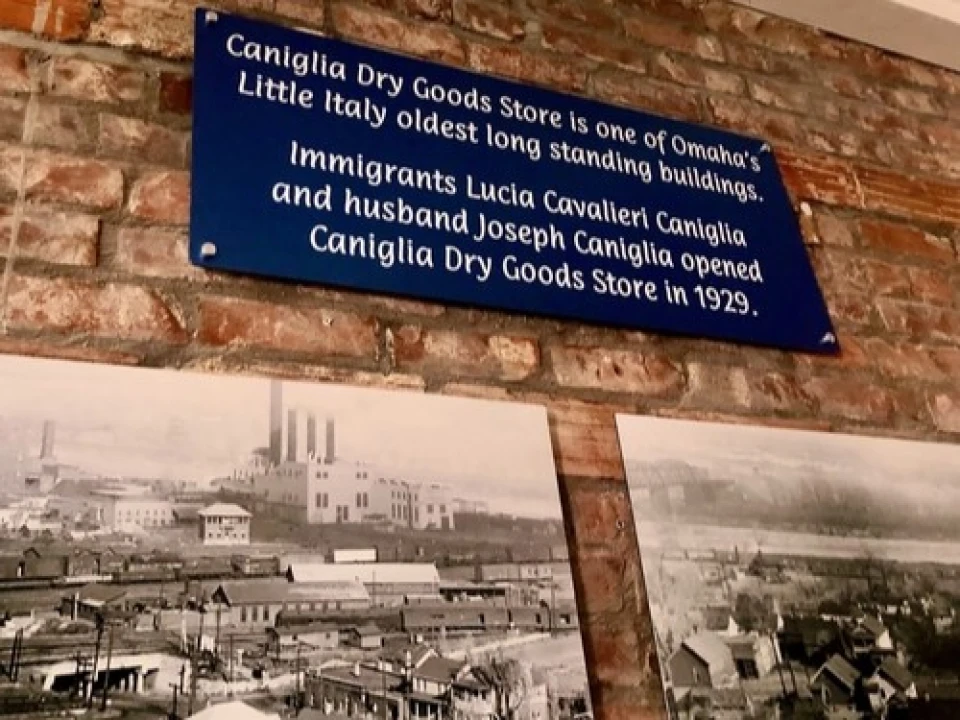 Caniglia Dry Goods Store is one of Omaha's
Little Italy oldest long standing buildings.
Immigrants Lucia Cavalieri Caniglia
and husband Joseph Caniglia opened
Caniglia Dry Goods Store in 1929.